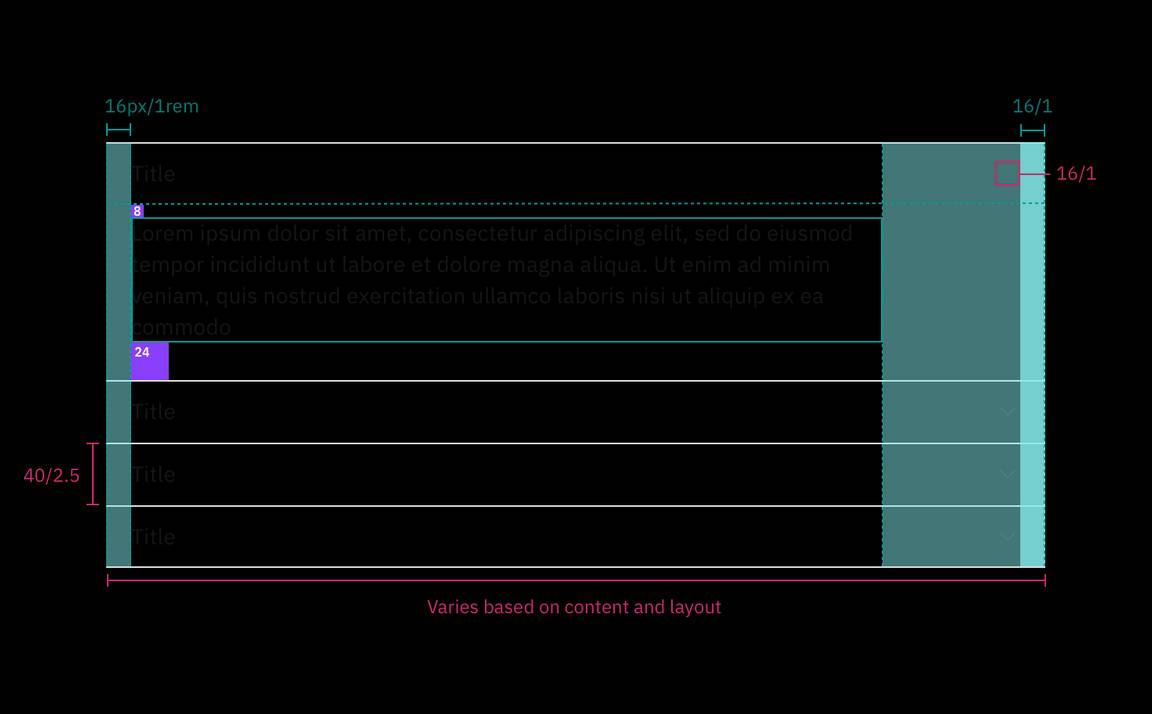 16px/1rem
16/1
Title
16/1
8
Lorem ipsum dolor sit amet, consectetur adipiscing elit, sed do eiusmod
tempor incididunt ut labore et dolore magna aliqua. Ut enim ad minim
veniam, quis nostrud exercitation ullamco laboris nisi ut aliquip ex ea
commodo
24
Title
40/2.5
Title
Title
Varies based on content and layout